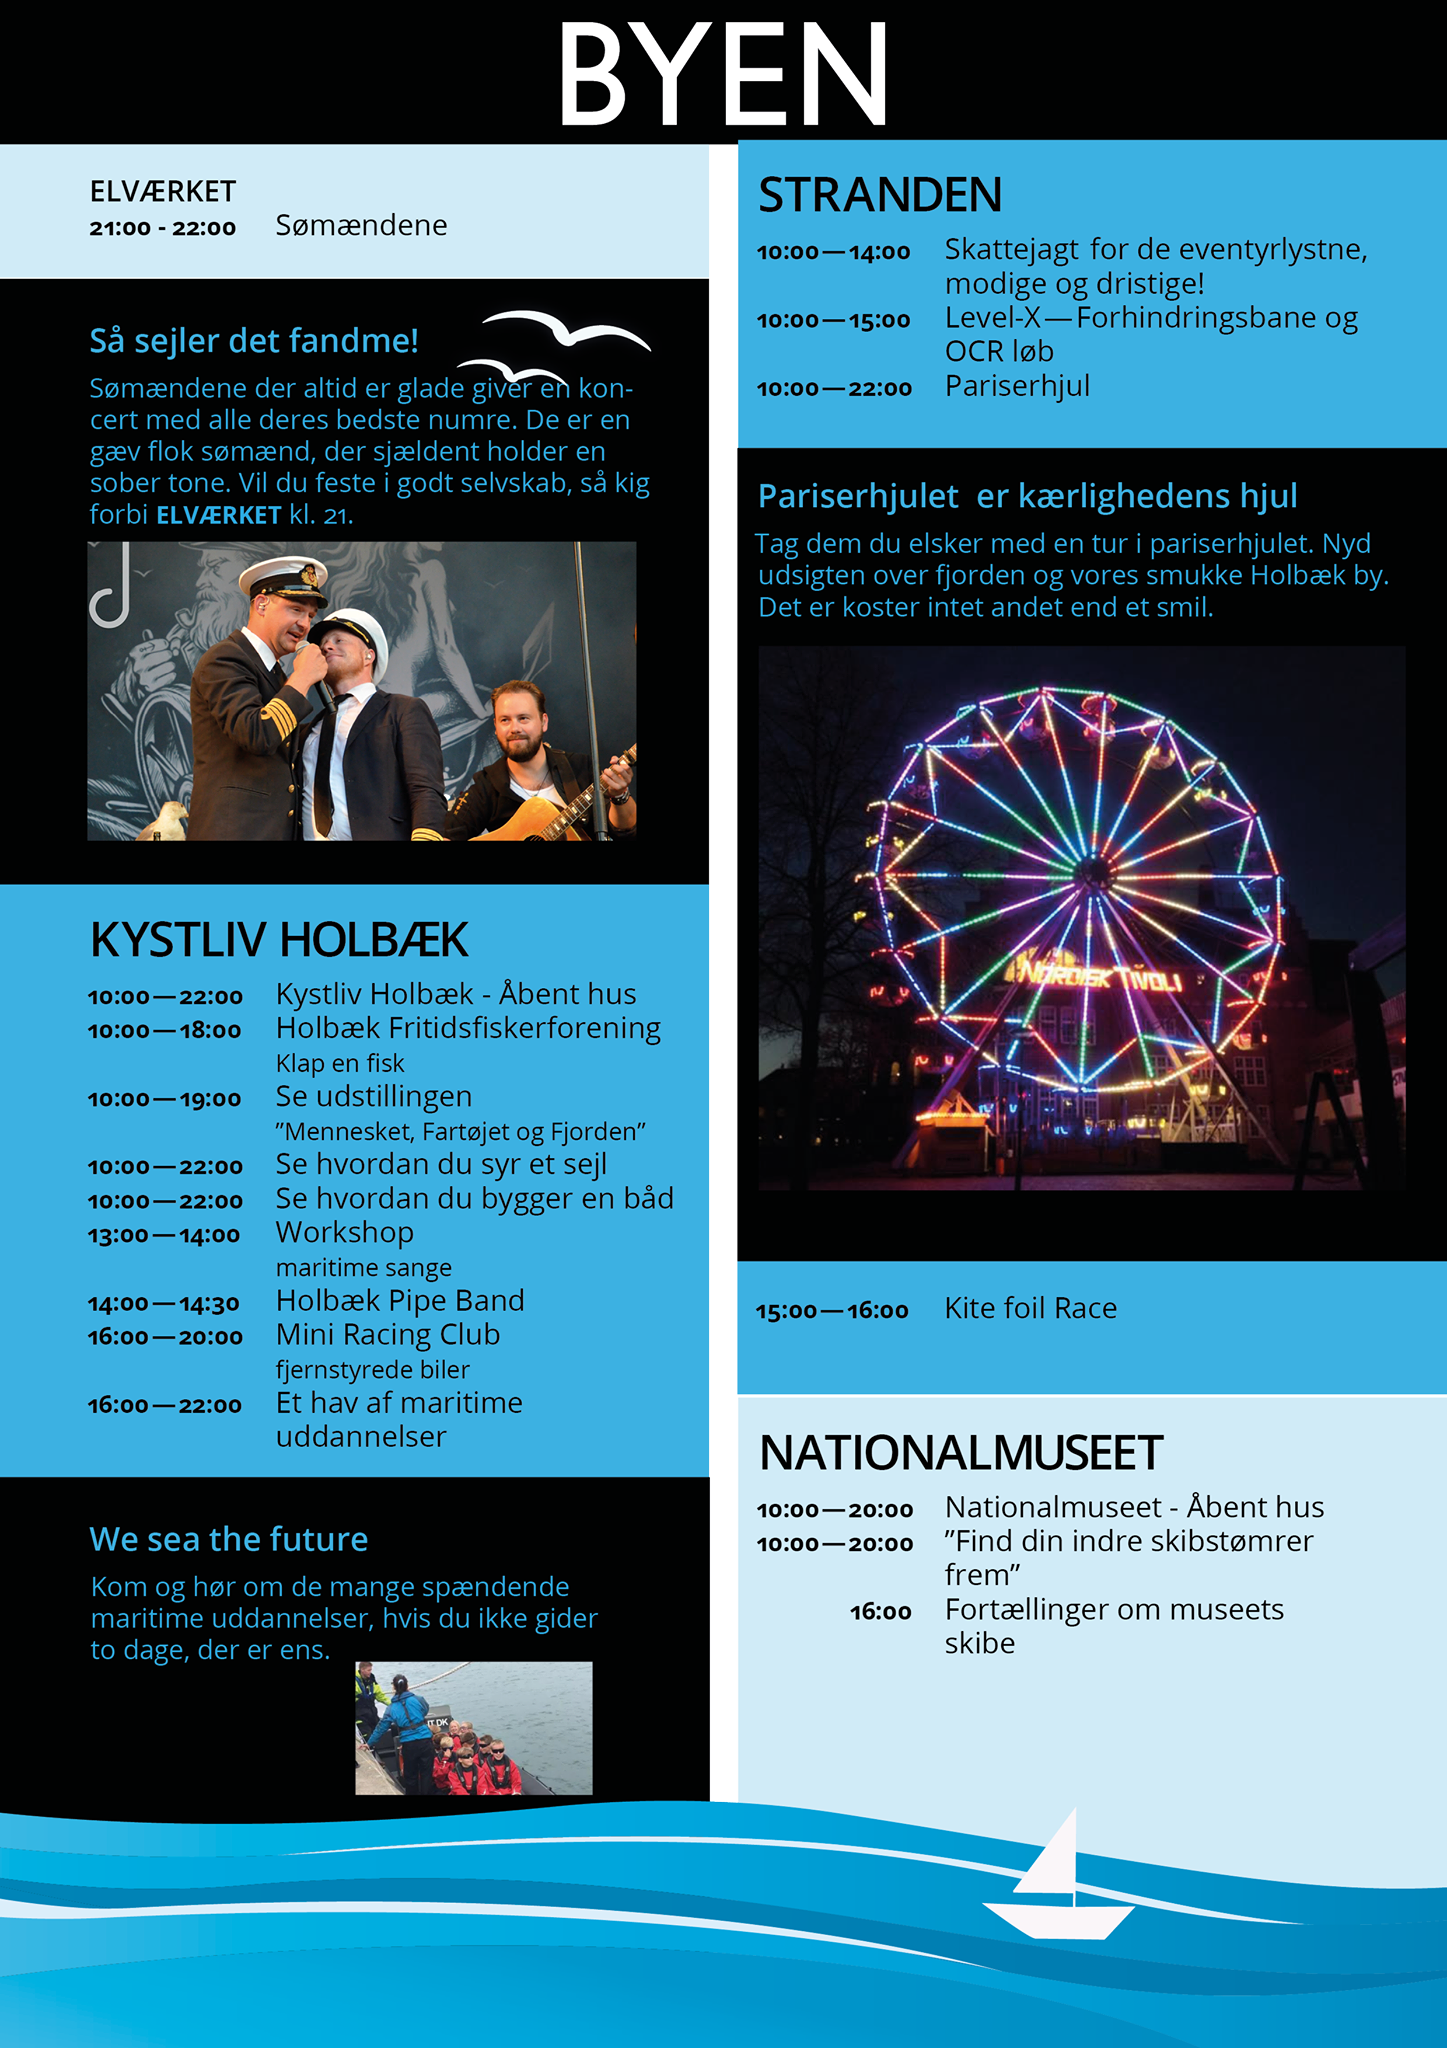 BYEN
ELVÆRKET
21:00 - 22:00 Sømændene
Så sejler det fandme!
Sømændene der altid er glade giver en kon-
cert med alle deres bedste numre. De er en
gæv flok sømænd, der sjældent holder en
sober tone. Vil du feste i godt selvskab, så kig
forbi ELVÆRKET kl. 21.
KYSTLIV HOLBÆK
10:00—22:00 Kystliv Holbæk - Åbent hus
10:00—18:00 Holbæk Fritidsfiskerforening
Klap en fisk
10:00—19:00 Se udstillingen
”Mennesket, Fartøjet og Fjorden”
10:00—22:00 Se hvordan du syr et sejl
10:00—22:00 Se hvordan du bygger en båd
13:00—14:00 Workshop
maritime sange
14:00—14:30 Holbæk Pipe Band
16:00—20:00 Mini Racing Club
fjernstyrede biler
16:00—22:00 Et hav af maritime
uddannelser
We sea the future
Kom og hør om de mange spændende
maritime uddannelser, hvis du ikke gider
to dage, der er ens.
IT DK
STRANDEN
10:00—14:00 Skattejagt for de eventyrlystne,
modige og dristige!
10:00—15:00 Level-X—Forhindringsbane og
OCR løb
10:00—22:00 Pariserhjul
Pariserhjulet er kærlighedens hjul
Tag dem du elsker med en tur i pariserhjulet. Nyd
udsigten over fjorden og vores smukke Holbæk by.
Det er koster intet andet end et smil.
NORDISK TIVOLI
15:00—16:00 Kite foil Race
NATIONALMUSEET
10:00—20:00 Nationalmuseet - Åbent hus
10:00—20:00 ”Find din indre skibstømrer
frem”
16:00 Fortællinger om museets
skibe